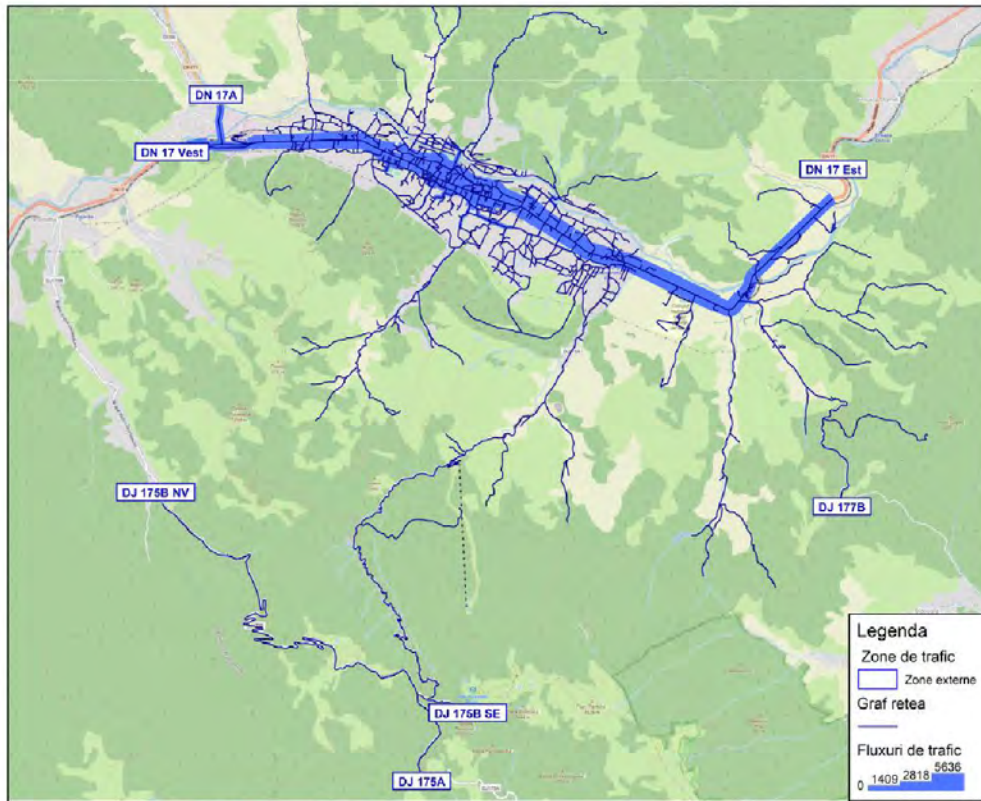 DN 17A
DN 17 Vest
DN 17 Est
DJ 175B NV
DJ 177B
DJ 175B SE
DJ 175A
Legenda
Zone de trafic
Zone externe
Graf retea
Fluxuri de trafic
0 1409 2818 5636